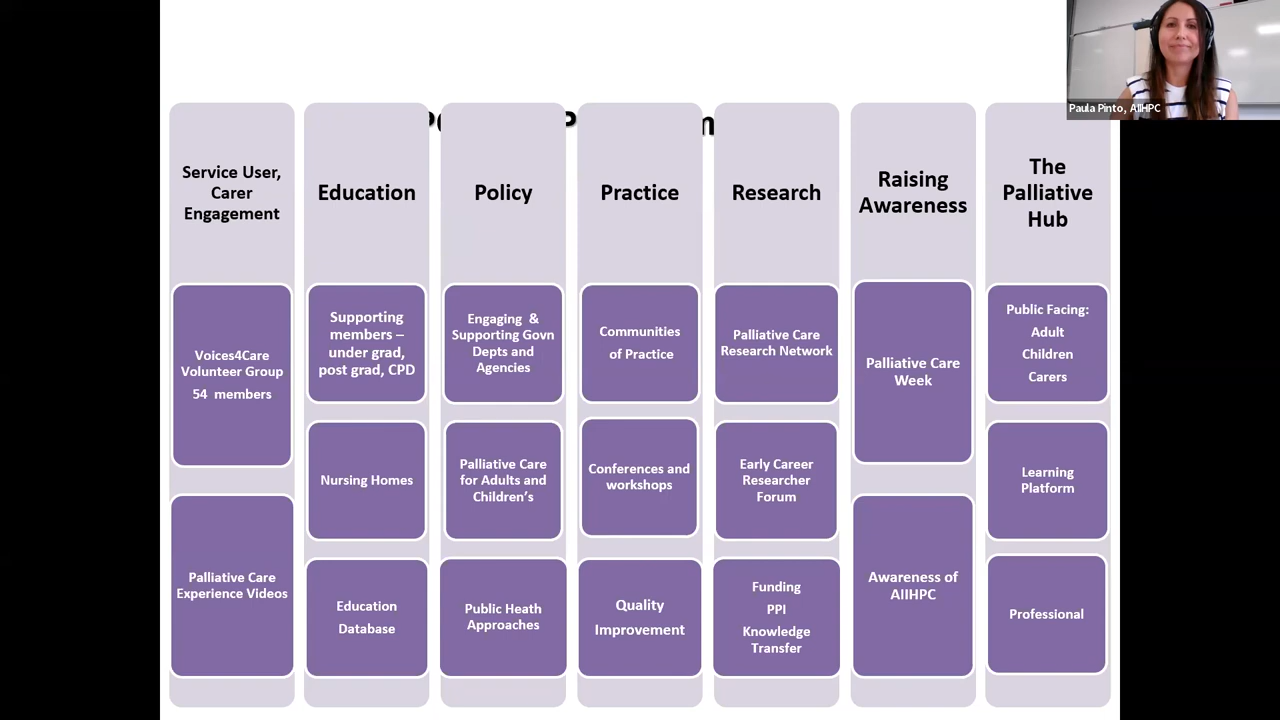 Paula Pinto, AIIHPC
Service User,
Carer
Engagement
Voices4Care
Volunteer Group
54 members
Palliative Care
Experience Videos
Education
Supporting
members –
under grad,
post grad, CPD
Nursing Homes
Education
Database
Policy
Engaging &
Supporting Govn
Depts and
Agencies
Palliative Care
for Adults and
Children's
Public Heath
Approaches
Practice
Communities
of Practice
Conferences and
workshops
Quality
Improvement
Research
Palliative Care
Research Network
Early Career
Researcher
Forum
Funding
PPI
Knowledge
Transfer
Raising
Awareness
Palliative Care
Week
Awareness of
AIIHPC
The
Palliative
Hub
Public Facing:
Adult
Children
Carers
Learning
Platform
Professional